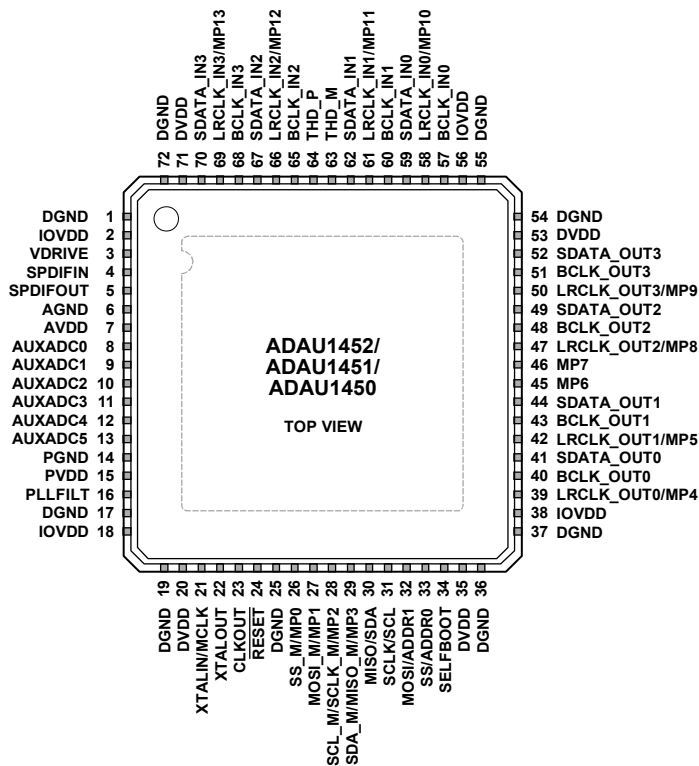 72 DGND
71 DVDD
70 SDATA_IN3
69 LRCLK_IN3/MP13
68 BCLK_IN3
67 SDATA_IN2
66 LRCLK_IN2/MP12
65 BCLK_IN2
64 THD_P
63 THD_M
62 SDATA_IN1
61 LRCLK_IN1/MP11
60 BCLK_IN1
59 SDATA_IN0
58 LRCLK_IN0/MP10
57 BCLK_IN0
56 IOVDD
55 DGND
DGND 1
IOVDD 2
VDRIVE 3
SPDIFIN 4
SPDIFOUT 5
AGND 6
AVDD 7
AUXADC0 8
AUXADC1 9
AUXADC2 10
AUXADC3 11
AUXADC4 12
AUXADC5 13
PGND 14
PVDD 15
PLLFILT 16
DGND 17
IOVDD 18
ADAU1452/
ADAU1451/
ADAU1450
TOP VIEW
54 DGND
53 DVDD
52 SDATA_OUT3
51 BCLK_OUT3
50 LRCLK_OUT3/MP9
49 SDATA_OUT2
48 BCLK_OUT2
47 LRCLK_OUT2/MP8
46 MP7
45 MP6
44 SDATA_OUT1
43 BCLK_OUT1
42 LRCLK_OUT1/MP5
41 SDATA_OUT0
40 BCLK_OUT0
39 LRCLK_OUT0/MP4
38 IOVDD
37 DGND
DGND 19
DVDD 20
XTALIN/MCLK 21
XTALOUT 22
CLKOUT 23
RESET 24
DGND 25
SS_M/MP0 26
MOSI_M/MP1 27
SCL_M/SCLK_M/MP2 28
SDA_M/MISO_M/MP3 29
MISO/SDA 30
SCLK/SCL 31
MOSI/ADDR1 32
SS/ADDR0 33
SELFBOOT 34
DVDD 35
DGND 36